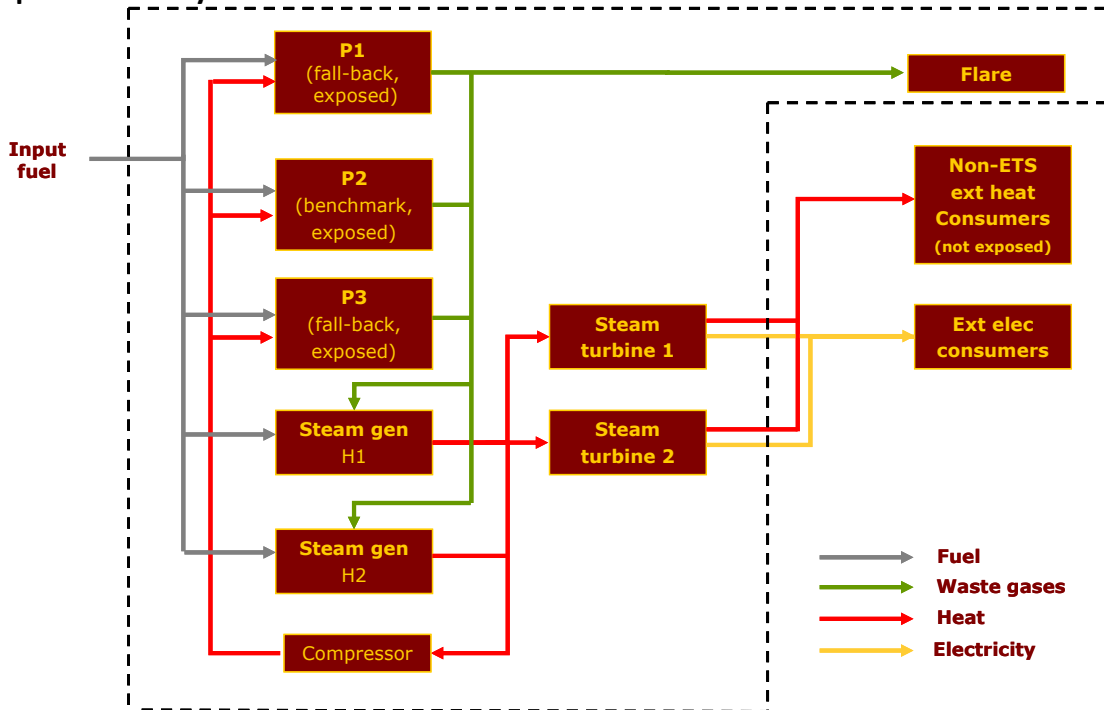 P1
(fall-back,
exposed)
Flare
Input
fuel
P2
(benchmark,
exposed)
Non-ETS
ext heat
Consumers
(not exposed)
P3
(fall-back,
exposed)
Steam
turbine 1
Ext elec
consumers
Steam gen
H1
Steam
turbine 2
Steam gen
H2
Compressor
Fuel
Waste gases
Heat
Electricity